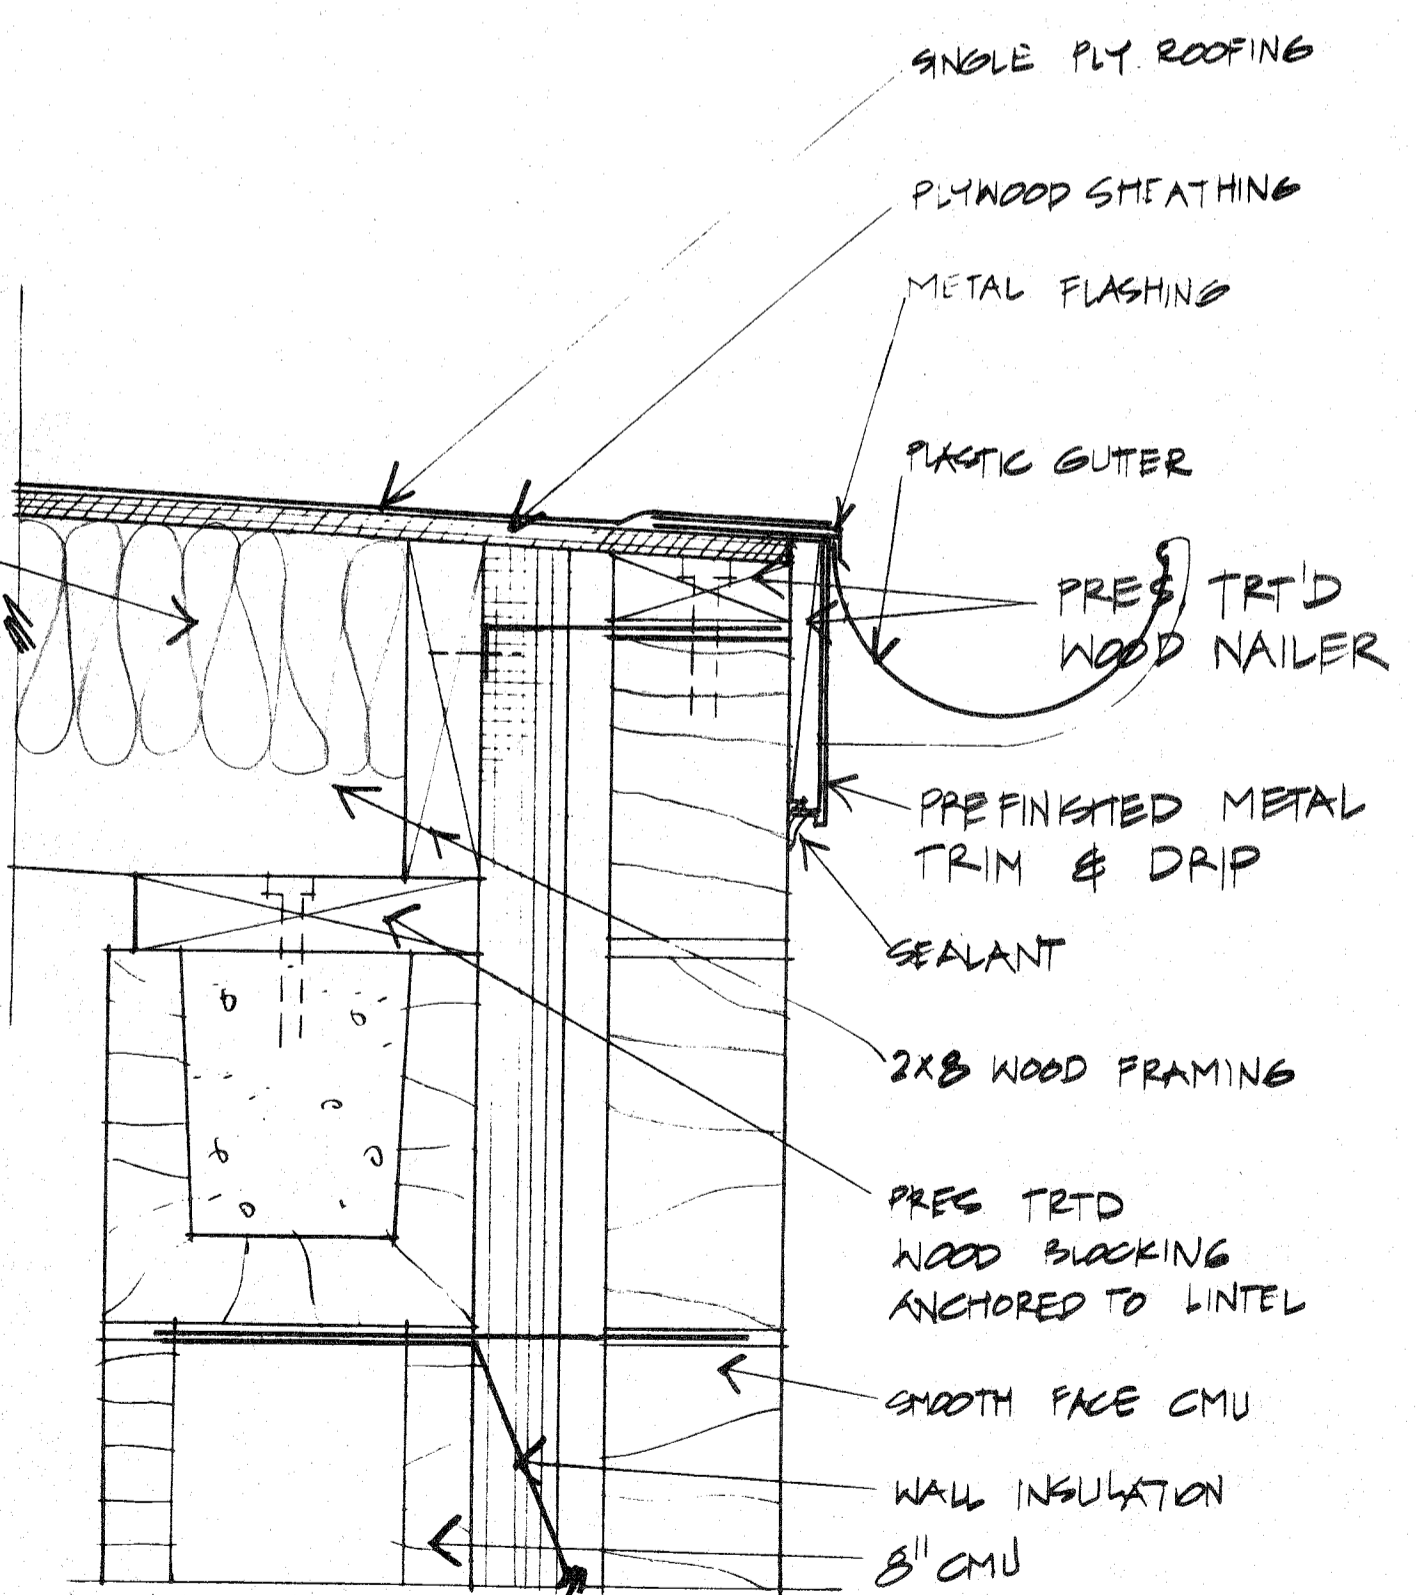 SINGLE PLY ROOFING
PLYWOOD SHEATHING
METAL FLASHING
PLASTIC GUTTER
PRES TRT'D
WOOD NAILER
PREFINISHED METAL
TRIM & DRIP
SEALANT
2X8 WOOD FRAMING
PRES TRTD
WOOD BLOCKING
ANCHORED TO LINTEL
SMOOTH FACE CMU
WALL INSULATION
8" CMU